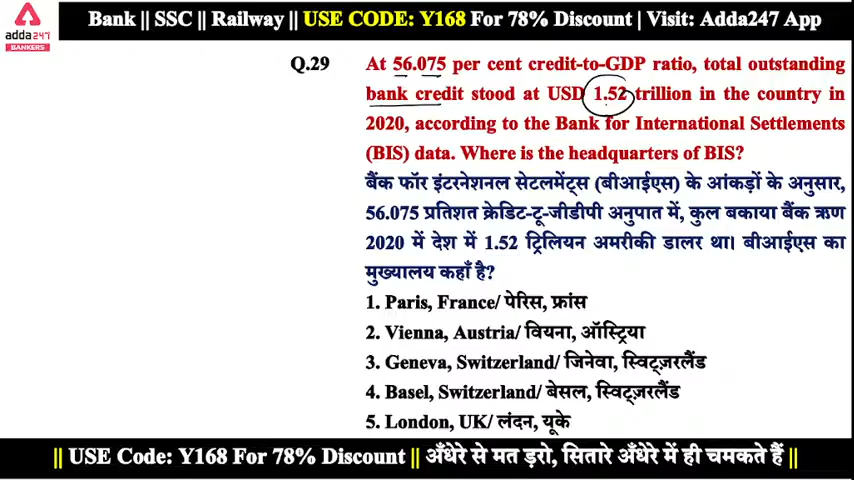 Bank || SSC || Railway || USE CODE: Y168 For 78% Discount | Visit: Adda247 App
adda247
BANKERS
Q.29 At 56.075 per cent credit-to-GDP ratio, total outstanding
bank credit stood at USD 1.52 trillion in the country in
2020, according to the Bank for International Settlements
(BIS) data. Where is the headquarters of BIS?
बैंक फॉर इंटरनेशनल सेटलमेंट्स (बीआईएस) के आंकड़ों के अनुसार,
56.075 प्रतिशत क्रेडिट-टू-जीडीपी अनुपात में, कुल बकाया बैंक ऋण
2020 में देश में 1.52 ट्रिलियन अमरीकी डालर था। बीआईएस का
मुख्यालय कहाँ है?
1. Paris, France/ पेरिस, फ्रांस
2. Vienna, Austria/ वियना, ऑस्ट्रिया
3. Geneva, Switzerland/ जिनेवा, स्विट्ज़रलैंड
4. Basel, Switzerland/ बेसल, स्विट्ज़रलैंड
5. London, UK/ लंदन, यूके
|| USE Code: Y168 For 78% Discount || अँधेरे से मत डरो, सितारे अँधेरे में ही चमकते हैं ||